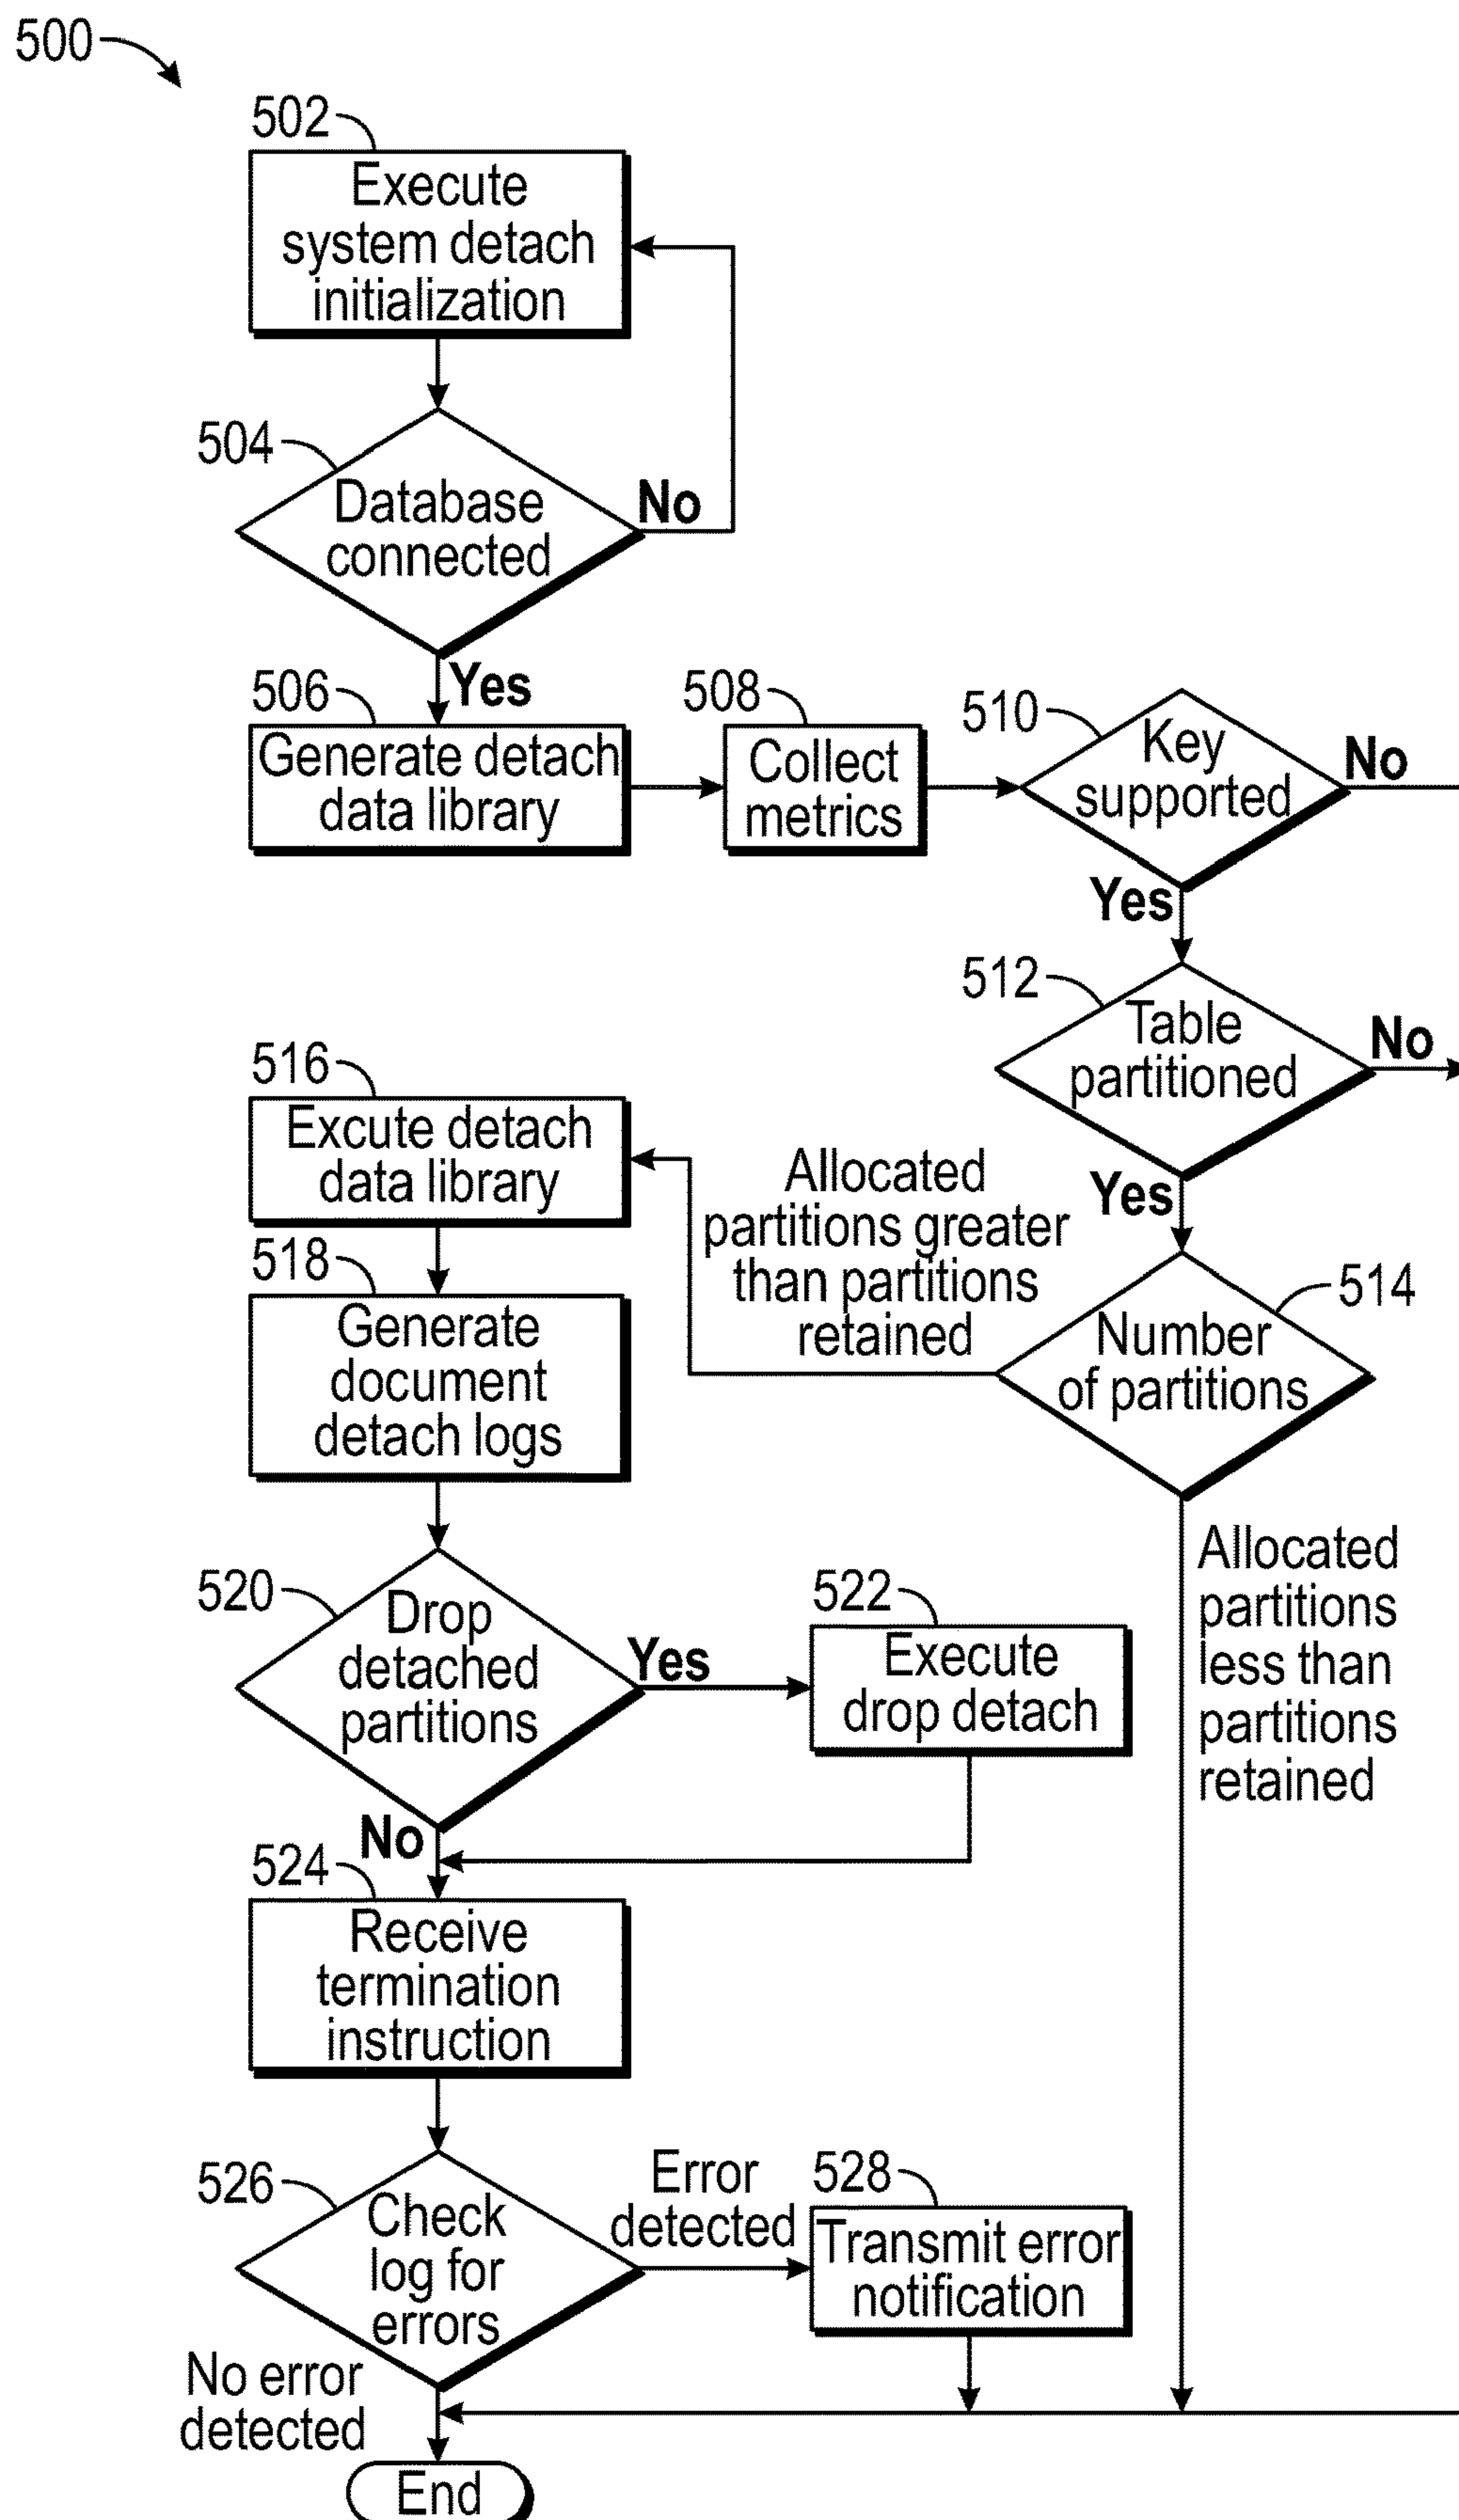 500
502
Execute
system detach
initialization
504
Database
connected
No
Yes
506
Generate detach
data library
508
Collect
metrics
510
Key
supported
No
Yes
512
Table
partitioned
No
Yes
514
Number
of partitions
Allocated
partitions greater
than partitions
retained
Allocated
partitions
less than
partitions
retained
516
Excute detach
data library
518
Generate
document
detach logs
520
Drop
detached
partitions
Yes
522
Execute
drop detach
No
524
Receive
termination
instruction
526
Check
log for
errors
Error
detected
528
Transmit error
notification
No error
detected
End